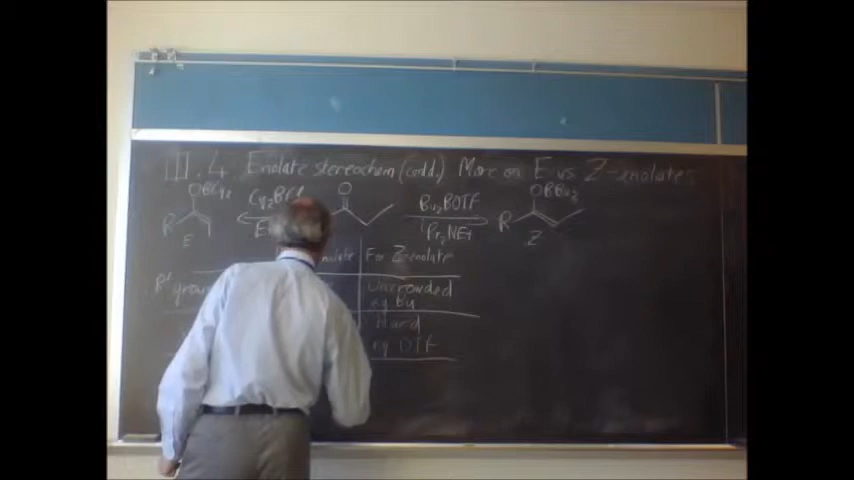 III.4 Enolate stereochem (contd.) More on E vs Z-enolates
OBCy2 Cy2BCl O Bu2BOTf OBBu2
R E R
iPr2NEt
E Z
For Z-enolate
R' group Uncrowded
eg Bu
Hard
eg OTf